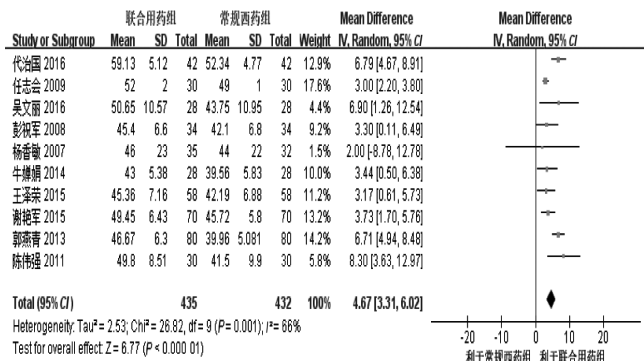 联合用药组 常规西药组 Mean Difference Mean Difference
Study or Subgroup Mean SD Total Mean SD Total Weight IV, Random, 95% CI IV, Random, 95% CI
代治国 2016 59.13 5.12 42 52.34 4.77 42 12.9% 6.79 [4.67, 8.91]
任志会 2009 52 2 30 49 1 30 17.6% 3.00 [2.20, 3.80]
吴文丽 2016 50.65 10.57 28 43.75 10.95 28 4.4% 6.90 [1.26, 12.54]
彭祝军 2008 45.4 6.6 34 42.1 6.8 34 9.4% 3.30 [0.11, 6.49]
杨香敏 2007 46 23 35 44 22 32 1.5% 2.00 [-8.78, 12.78]
牛婵娟 2014 43 5.38 28 39.56 5.83 28 9.9% 3.44 [0.50, 6.38]
王泽荣 2015 45.36 7.16 58 42.19 6.88 58 11.2% 3.17 [0.61, 5.73]
谢艳军 2015 49.45 6.43 70 45.72 5.8 70 13.2% 3.73 [1.70, 5.76]
郭燕青 2013 46.67 6.3 80 39.96 5.081 80 14.2% 6.71 [4.94, 8.48]
陈伟强 2011 49.8 8.51 30 41.5 9.9 30 5.8% 8.30 [3.63, 12.97]
Total (95% CI) 435 432 100% 4.67 [3.31, 6.02]
Heterogeneity: Tau² = 2.53; Chi² = 26.82, df = 9 (P = 0.001); I² = 66%
Test for overall effect: Z = 6.77 (P < 0.000 01)
-20 -10 0 10 20
利于常规西药组 利于联合用药组